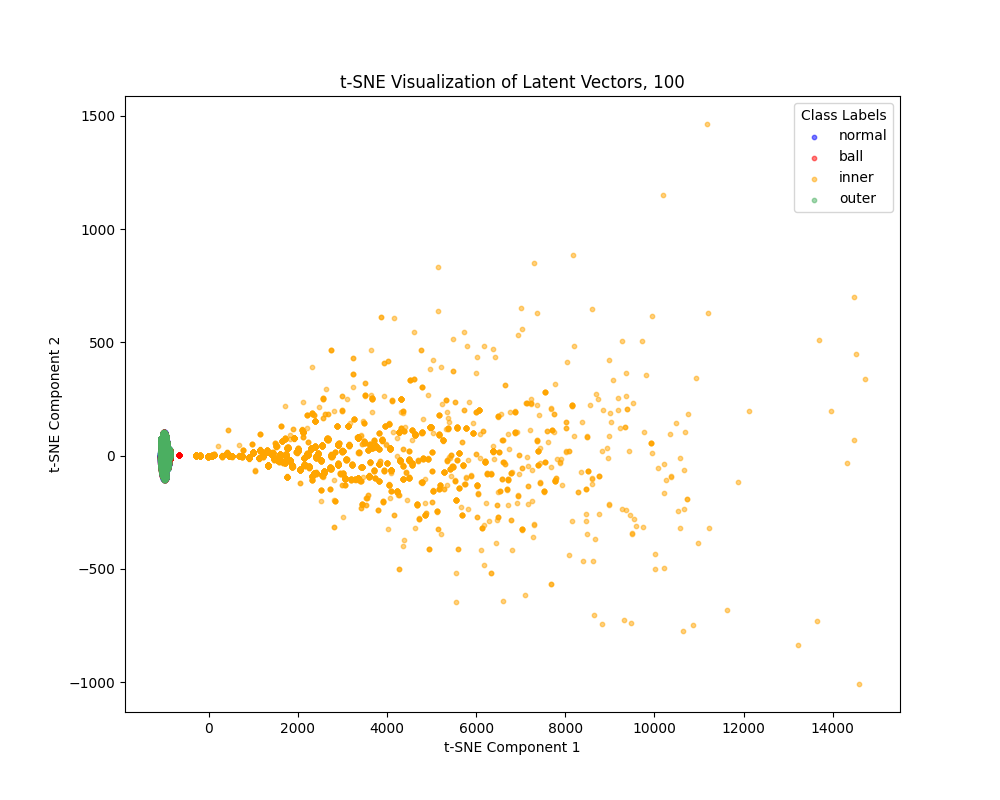 t-SNE Visualization of Latent Vectors, 100
Class Labels
normal
ball
inner
outer
1500
1000
500
0
−500
−1000
t-SNE Component 2
0
2000
4000
6000
8000
10000
12000
14000
t-SNE Component 1